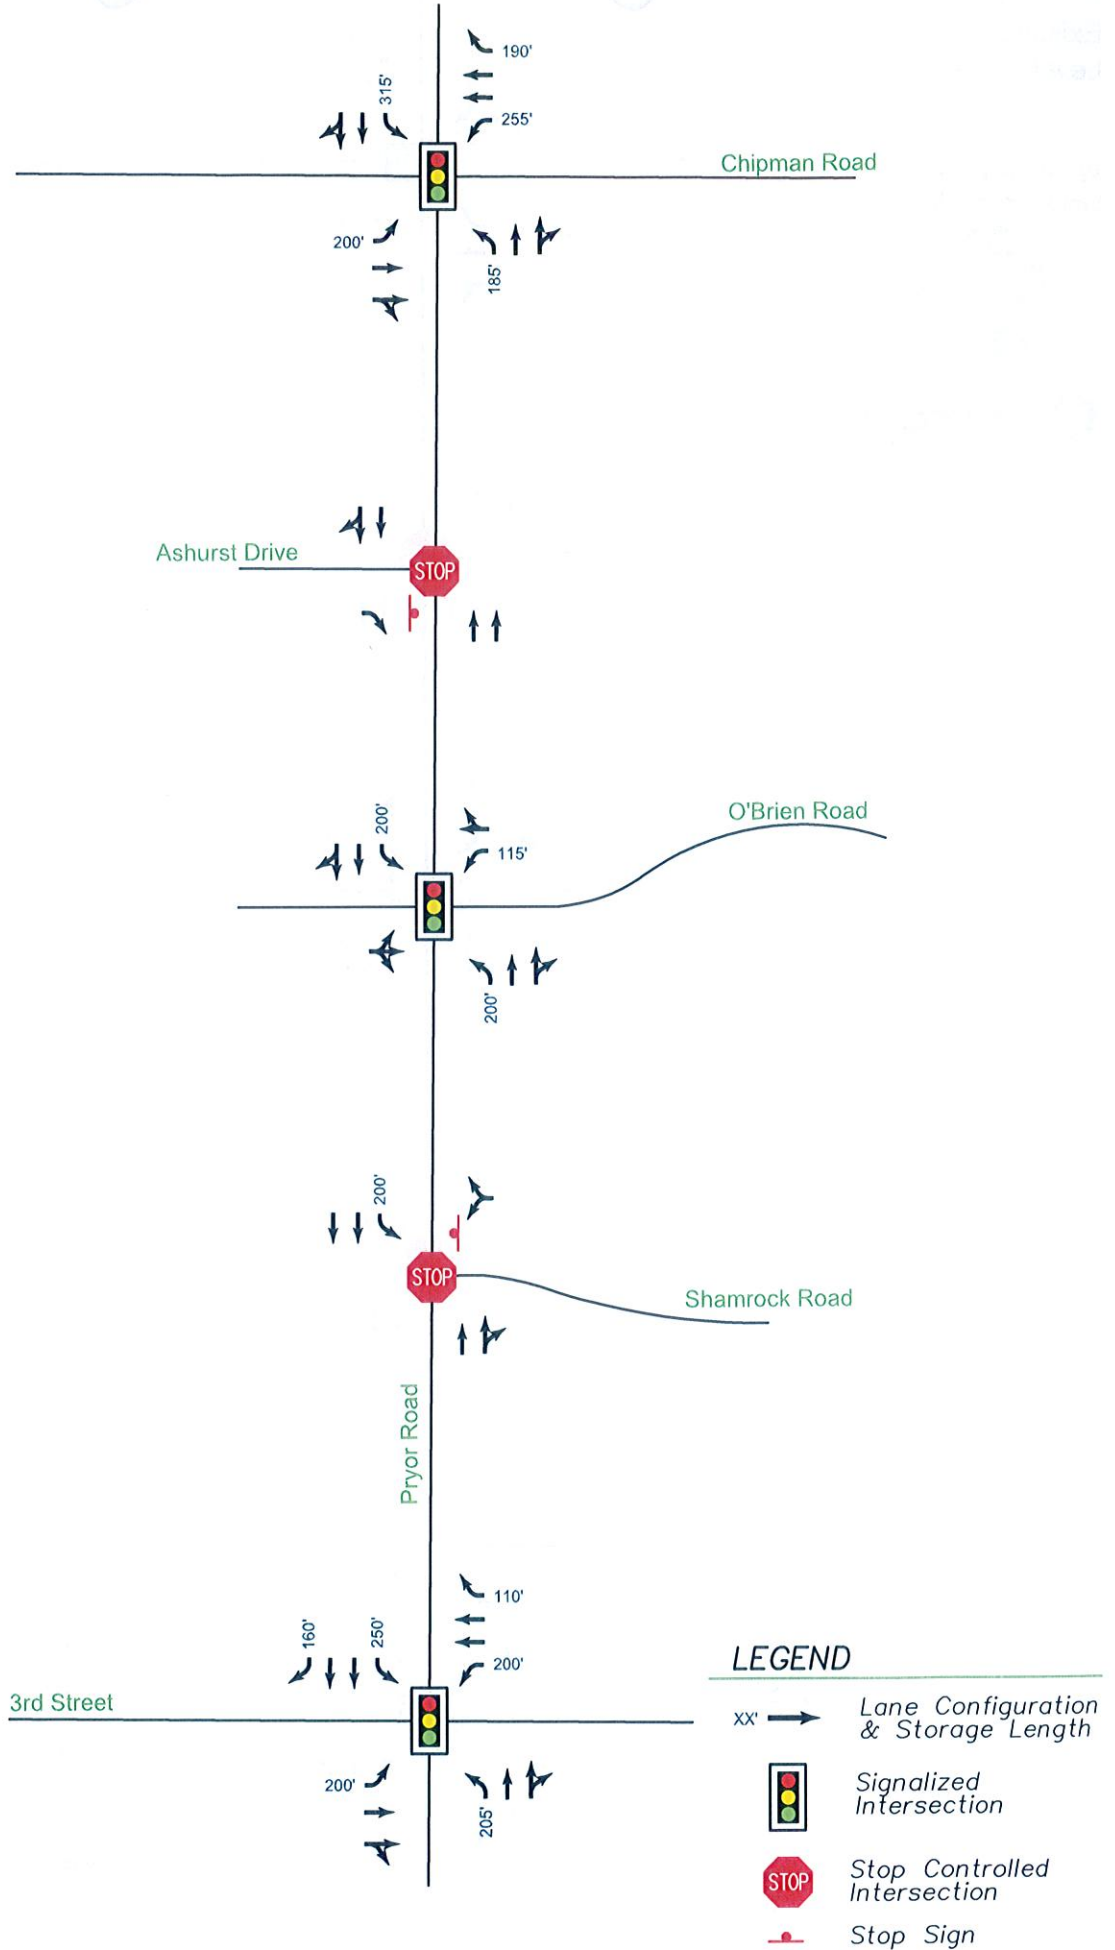 190'
315'
255'
Chipman Road
200'
185'
Ashurst Drive
STOP
O'Brien Road
200'
115'
200'
200'
STOP
Shamrock Road
Pryor Road
110'
160'
250'
200'
3rd Street
200'
205'
LEGEND
XX' Lane Configuration
& Storage Length
Signalized
Intersection
STOP
Stop Controlled
Intersection
Stop Sign